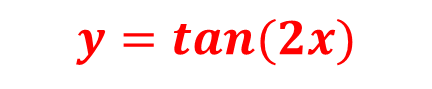 y = tan(2x)